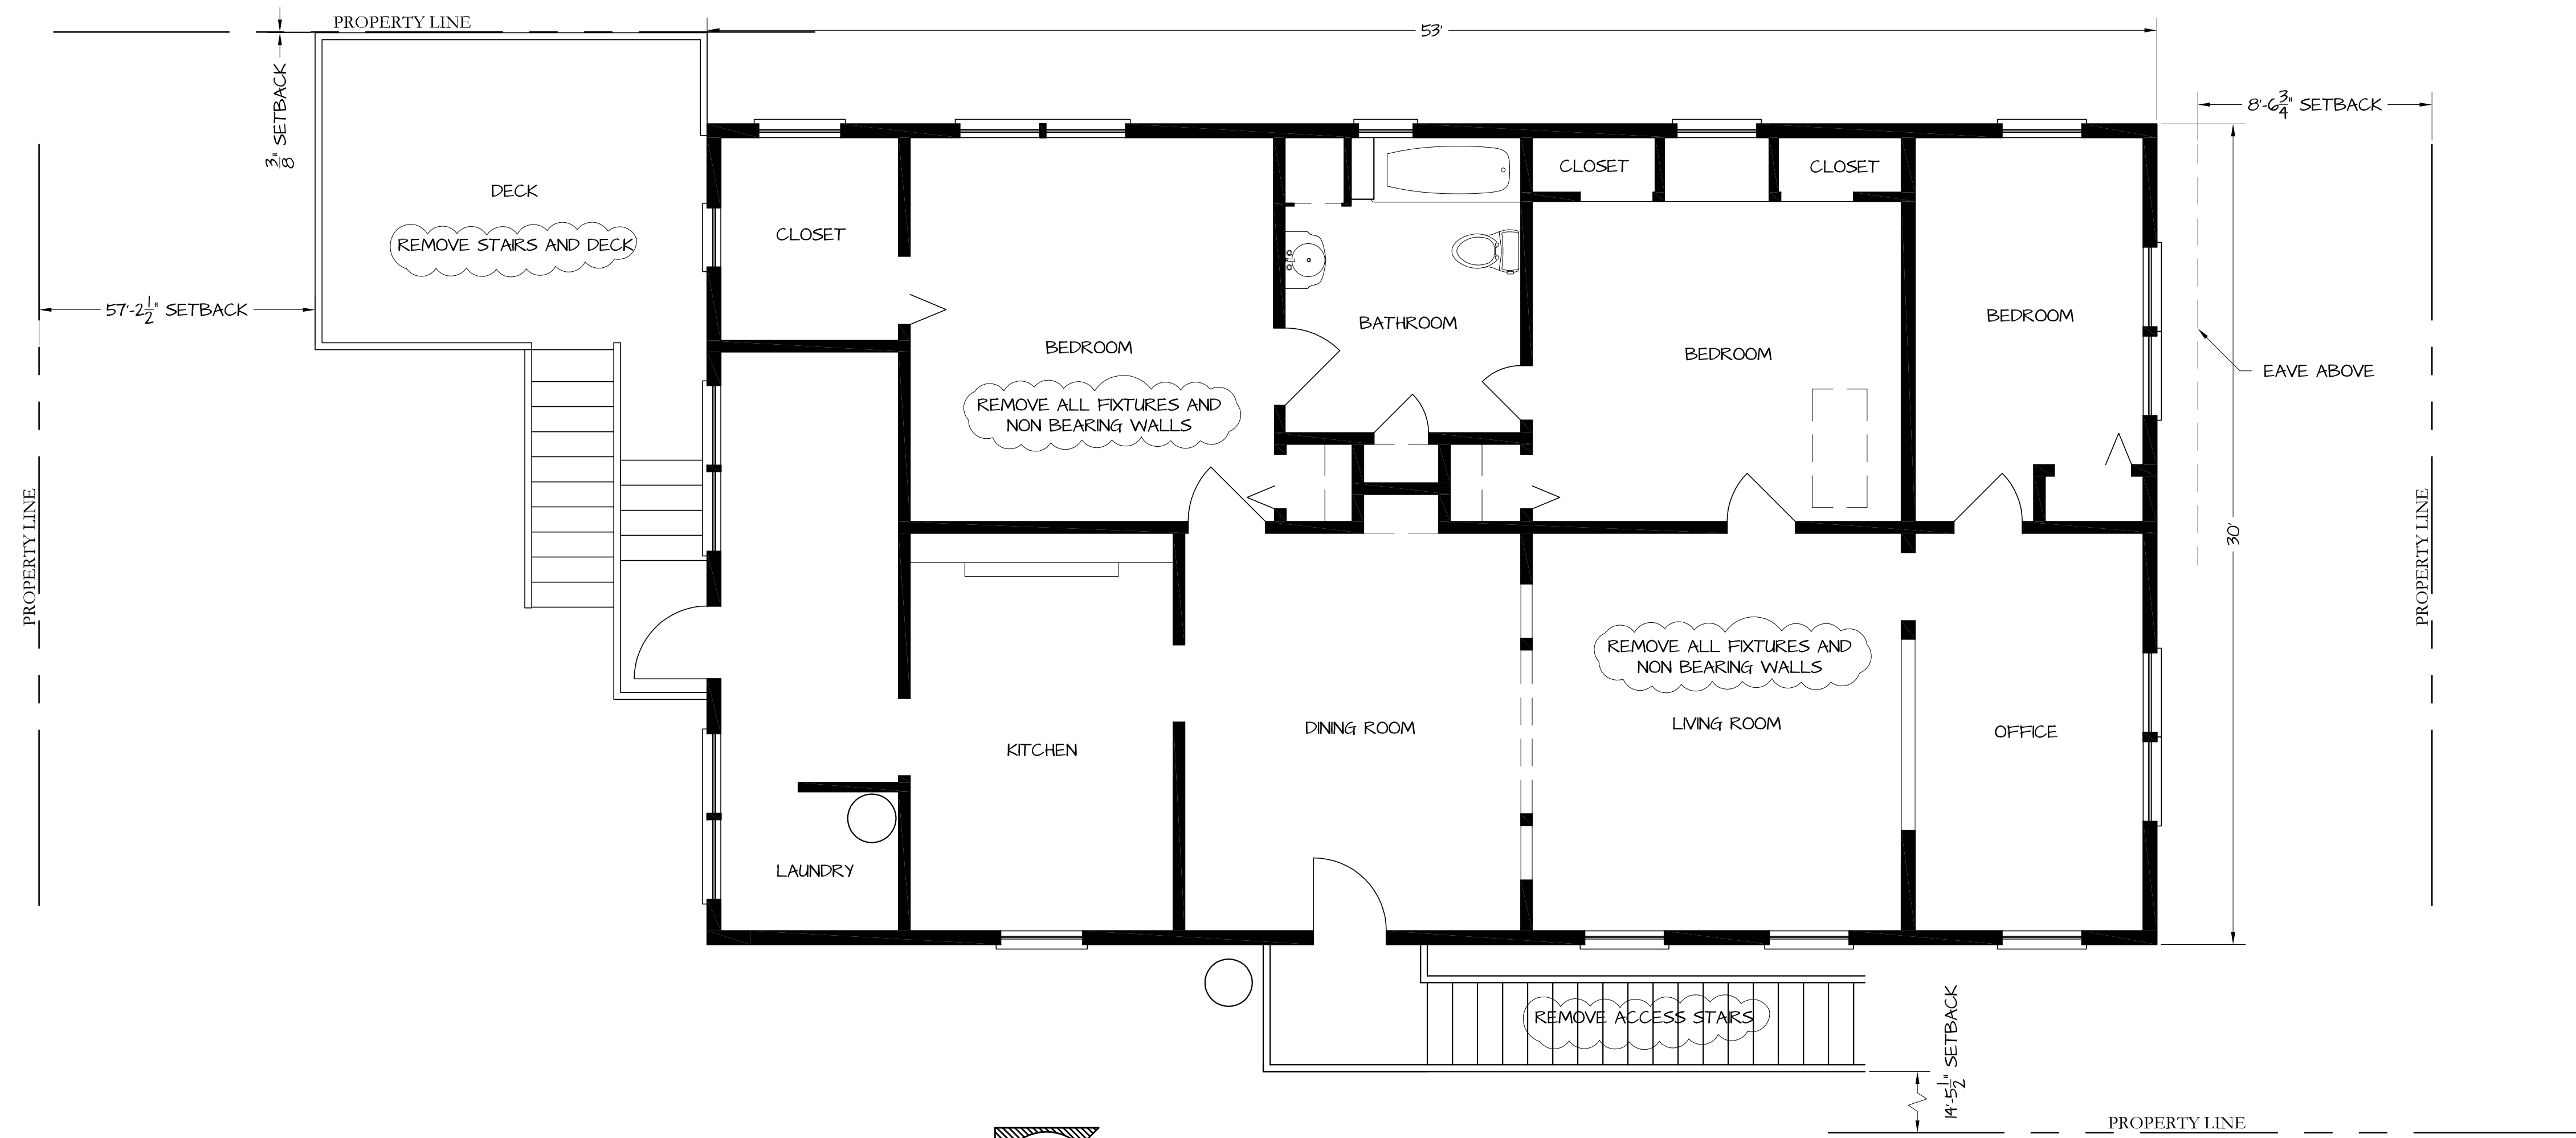 PROPERTY LINE
53'
3/8" SETBACK
8'-6 3/4" SETBACK
CLOSET
CLOSET
DECK
REMOVE STAIRS AND DECK
CLOSET
57'-2 1/2" SETBACK
BATHROOM
BEDROOM
BEDROOM
BEDROOM
EAVE ABOVE
REMOVE ALL FIXTURES AND
NON BEARING WALLS
30'
PROPERTY LINE
PROPERTY LINE
REMOVE ALL FIXTURES AND
NON BEARING WALLS
DINING ROOM
LIVING ROOM
OFFICE
KITCHEN
LAUNDRY
REMOVE ACCESS STAIRS
14'-5 1/2" SETBACK
PROPERTY LINE